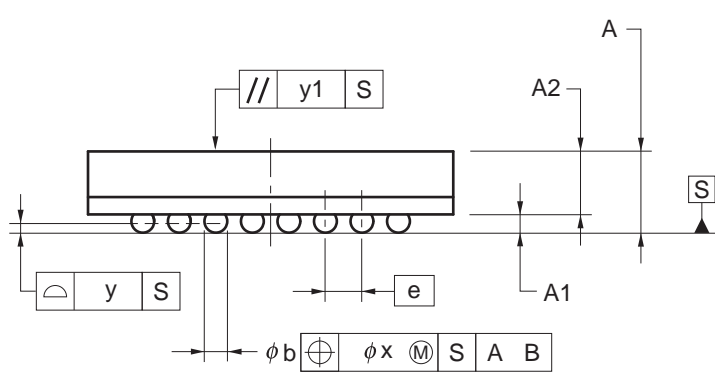 A
// y1 S
A2
S
⌓ y S
e
A1
ϕb ⌖ ϕx Ⓜ S A B